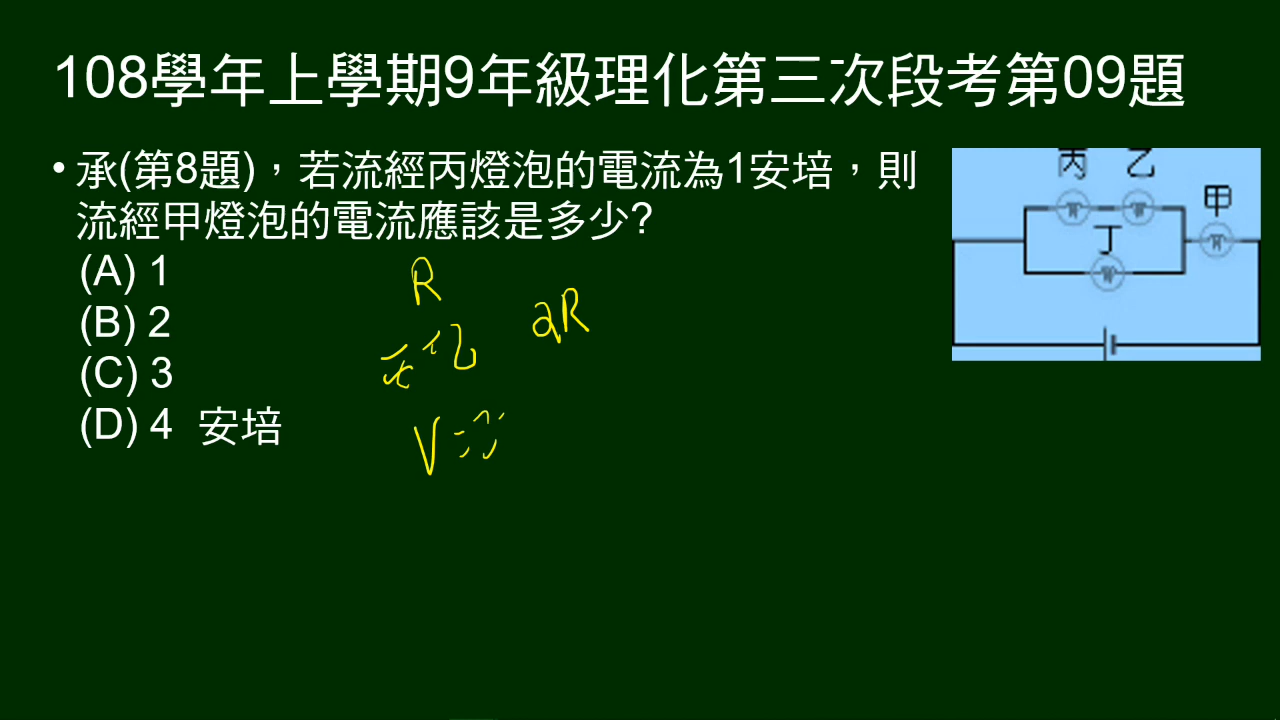 108學年上學期9年級理化第三次段考第09題
• 承(第8題)，若流經丙燈泡的電流為1安培，則
流經甲燈泡的電流應該是多少?
(A) 1
(B) 2
(C) 3
(D) 4 安培
丙 乙
甲
丁
R
2R
V =